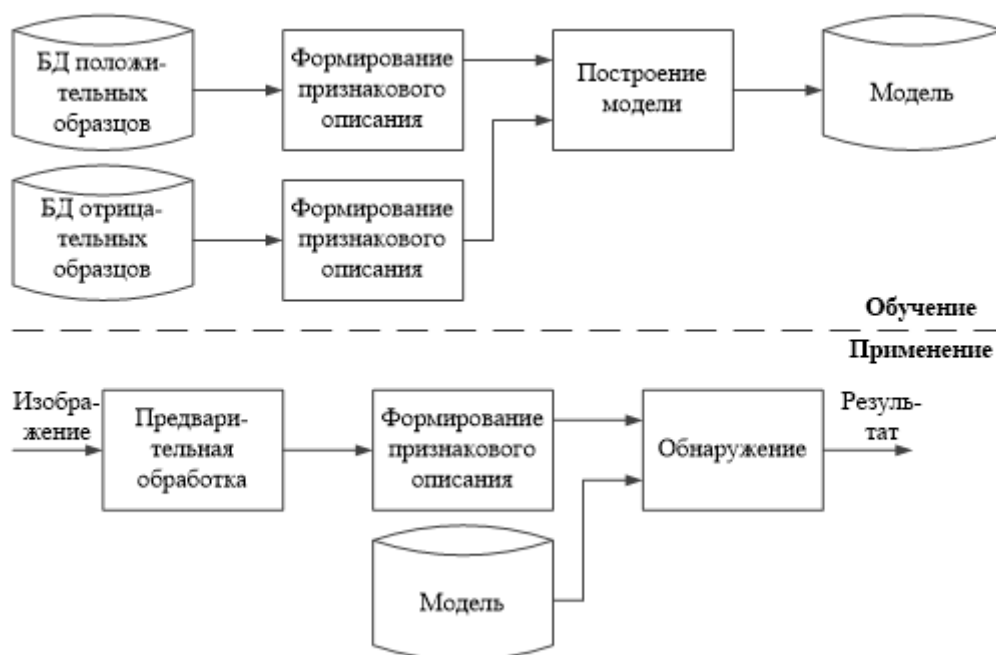 БД положи-
тельных
образцов
Формирование
признакового
описания
Построение
модели
Модель
БД отрица-
тельных
образцов
Формирование
признакового
описания
Обучение
Применение
Изобра-
жение
Предвари-
тельная
обработка
Формирование
признакового
описания
Обнаружение
Резуль-
тат
Модель